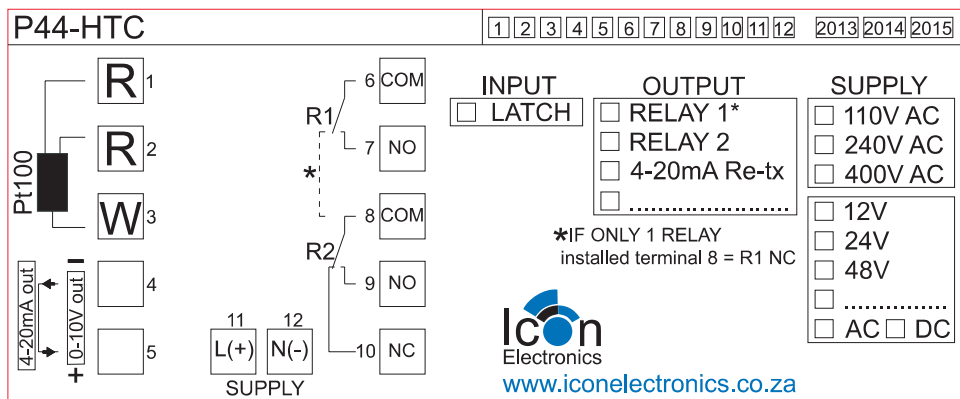 P44-HTC
1 2 3 4 5 6 7 8 9 10 11 12 2013 2014 2015
Pt100
R 1
R 2
W 3
4
5
4-20mA out
+ 0-10V out −
R1
*
R2
6 COM
7 NO
8 COM
9 NO
10 NC
11 12
L(+) N(-)
SUPPLY
INPUT
LATCH
OUTPUT
RELAY 1*
RELAY 2
4-20mA Re-tx
........................
*IF ONLY 1 RELAY
installed terminal 8 = R1 NC
SUPPLY
110V AC
240V AC
400V AC
12V
24V
48V
..................
AC DC
Icon
Electronics
www.iconelectronics.co.za